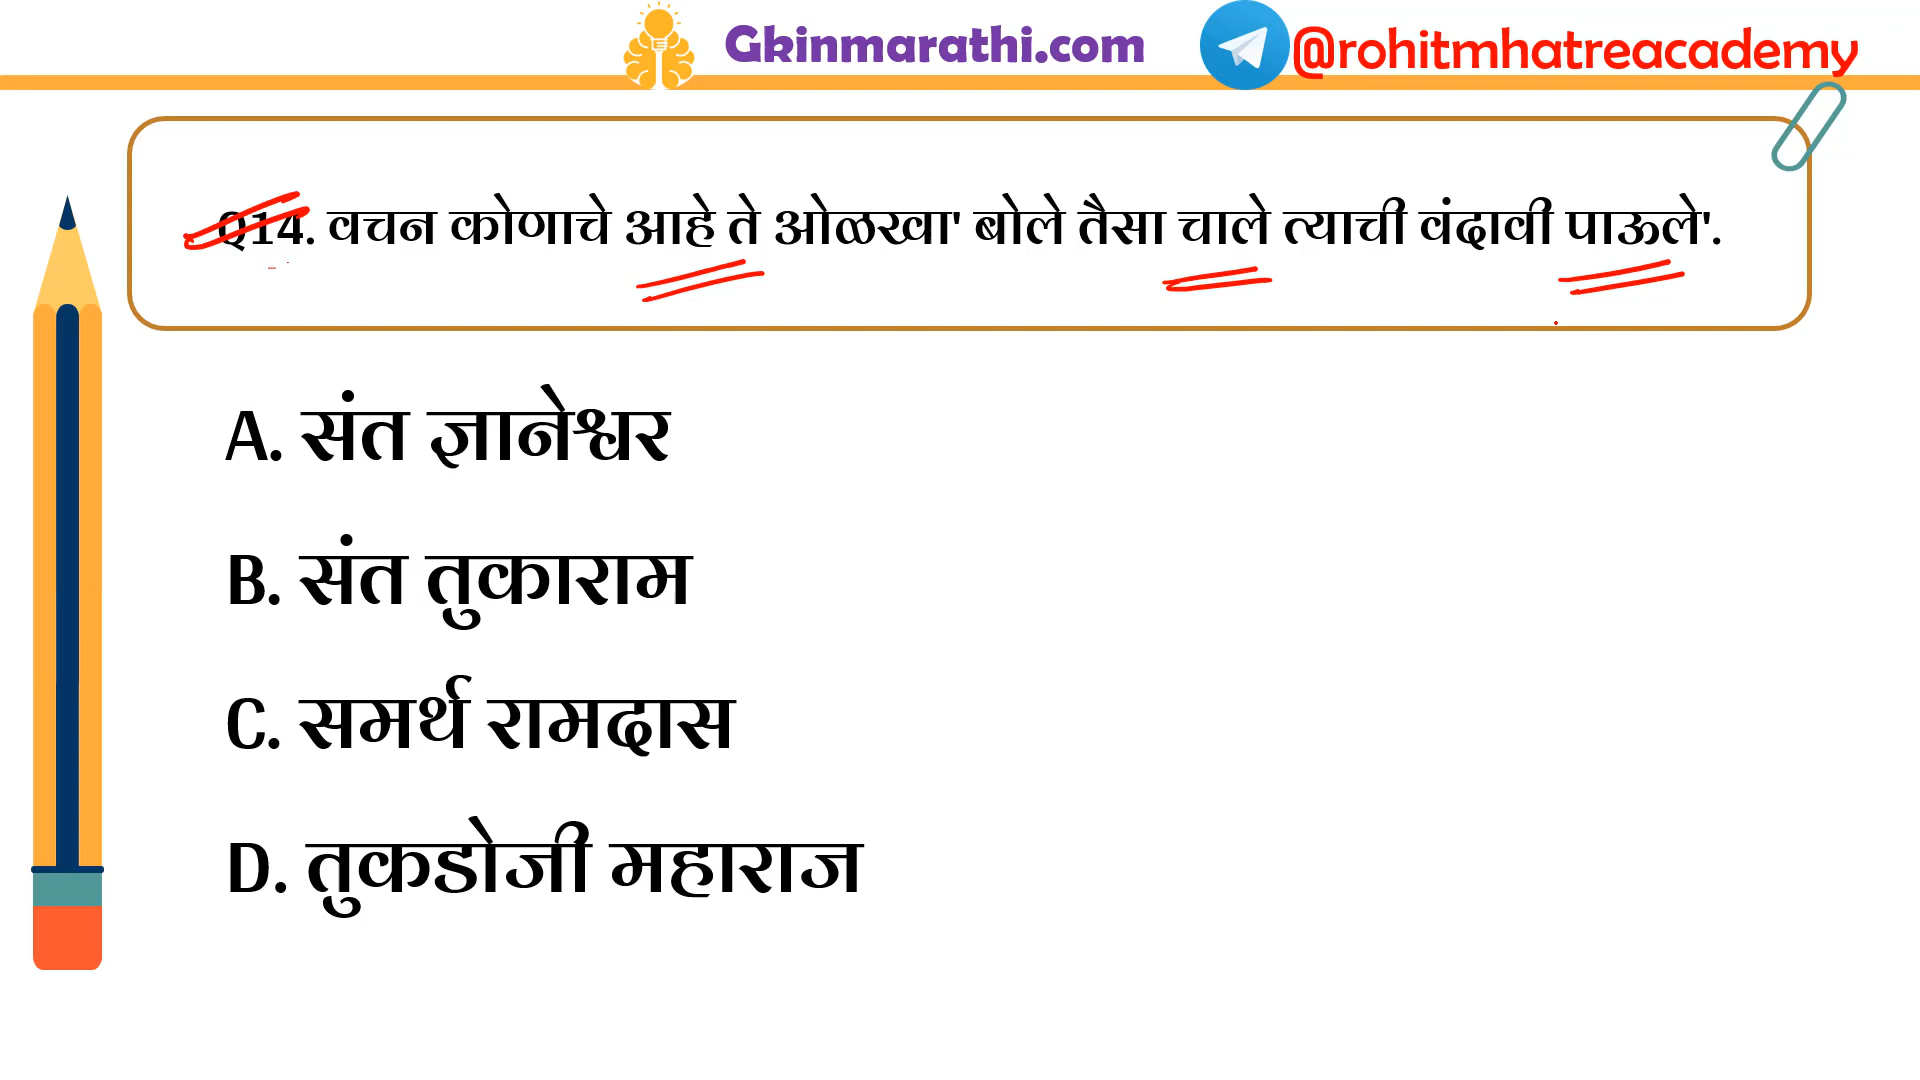 Gkinmarathi.com @rohitmhatreacademy
Q14. वचन कोणाचे आहे ते ओळखा' बोले तैसा चाले त्याची वंदावी पाऊले'.
A. संत ज्ञानेश्वर
B. संत तुकाराम
C. समर्थ रामदास
D. तुकडोजी महाराज